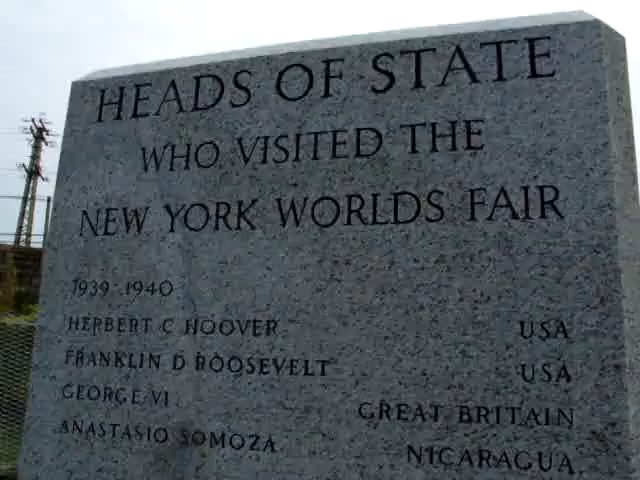 HEADS OF STATE
WHO VISITED THE
NEW YORK WORLDS FAIR
1939 1940
HERBERT C HOOVER USA
FRANKLIN D ROOSEVELT USA
GEORGE VI GREAT BRITAIN
ANASTASIO SOMOZA NICARAGUA